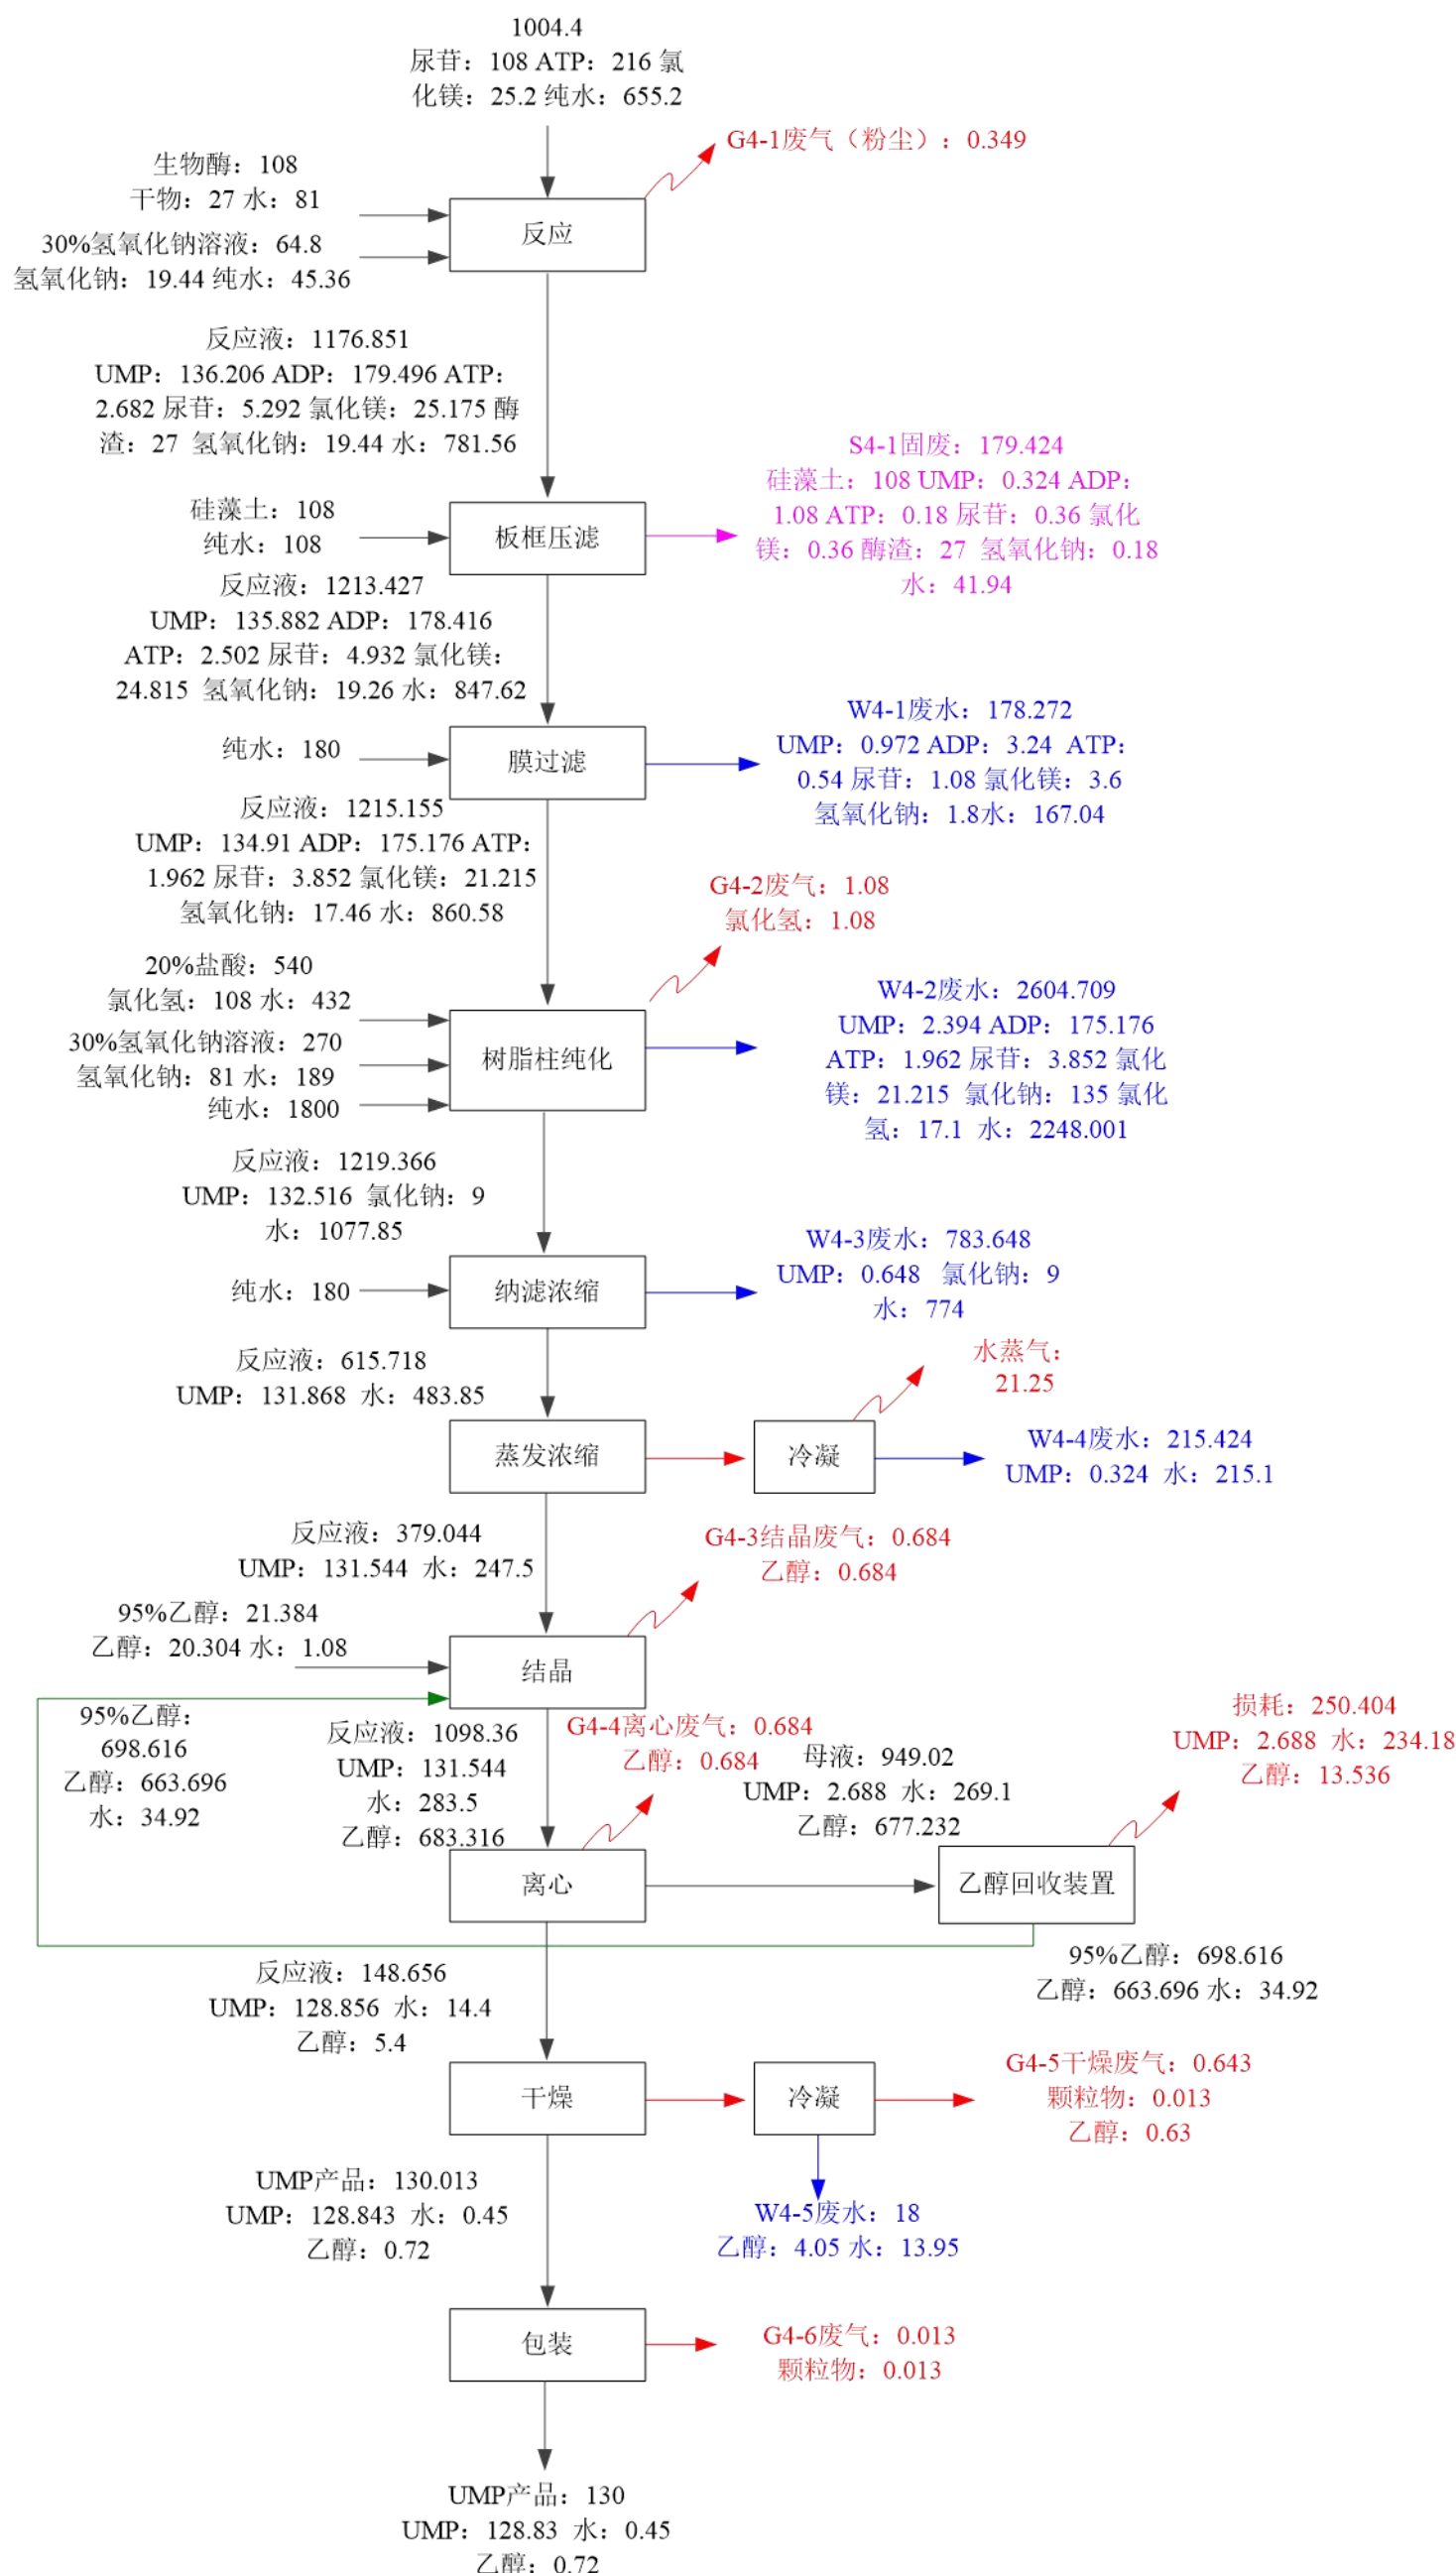 1004.4
尿苷：108 ATP：216 氯
化镁：25.2 纯水：655.2
G4-1废气（粉尘）：0.349
生物酶：108
干物：27 水：81
30%氢氧化钠溶液：64.8
氢氧化钠：19.44 纯水：45.36
反应
反应液：1176.851
UMP：136.206 ADP：179.496 ATP：
2.682 尿苷：5.292 氯化镁：25.175 酶
渣：27 氢氧化钠：19.44 水：781.56
S4-1固废：179.424
硅藻土：108 UMP：0.324 ADP：
1.08 ATP：0.18 尿苷：0.36 氯化
镁：0.36 酶渣：27 氢氧化钠：0.18
水：41.94
硅藻土：108
纯水：108
板框压滤
反应液：1213.427
UMP：135.882 ADP：178.416
ATP：2.502 尿苷：4.932 氯化镁：
24.815 氢氧化钠：19.26 水：847.62
W4-1废水：178.272
UMP：0.972 ADP：3.24 ATP：
0.54 尿苷：1.08 氯化镁：3.6
氢氧化钠：1.8水：167.04
纯水：180
膜过滤
反应液：1215.155
UMP：134.91 ADP：175.176 ATP：
1.962 尿苷：3.852 氯化镁：21.215
氢氧化钠：17.46 水：860.58
G4-2废气：1.08
氯化氢：1.08
20%盐酸：540
氯化氢：108 水：432
30%氢氧化钠溶液：270
氢氧化钠：81 水：189
纯水：1800
树脂柱纯化
W4-2废水：2604.709
UMP：2.394 ADP：175.176
ATP：1.962 尿苷：3.852 氯化
镁：21.215 氯化钠：135 氯化
氢：17.1 水：2248.001
反应液：1219.366
UMP：132.516 氯化钠：9
水：1077.85
W4-3废水：783.648
UMP：0.648 氯化钠：9
水：774
纯水：180
纳滤浓缩
反应液：615.718
UMP：131.868 水：483.85
水蒸气：
21.25
蒸发浓缩
冷凝
W4-4废水：215.424
UMP：0.324 水：215.1
反应液：379.044
UMP：131.544 水：247.5
G4-3结晶废气：0.684
乙醇：0.684
95%乙醇：21.384
乙醇：20.304 水：1.08
结晶
95%乙醇：
698.616
乙醇：663.696
水：34.92
反应液：1098.36
UMP：131.544
水：283.5
乙醇：683.316
G4-4离心废气：0.684
乙醇：0.684
母液：949.02
UMP：2.688 水：269.1
乙醇：677.232
损耗：250.404
UMP：2.688 水：234.18
乙醇：13.536
离心
乙醇回收装置
95%乙醇：698.616
乙醇：663.696 水：34.92
反应液：148.656
UMP：128.856 水：14.4
乙醇：5.4
干燥
冷凝
G4-5干燥废气：0.643
颗粒物：0.013
乙醇：0.63
UMP产品：130.013
UMP：128.843 水：0.45
乙醇：0.72
W4-5废水：18
乙醇：4.05 水：13.95
包装
G4-6废气：0.013
颗粒物：0.013
UMP产品：130
UMP：128.83 水：0.45
乙醇：0.72